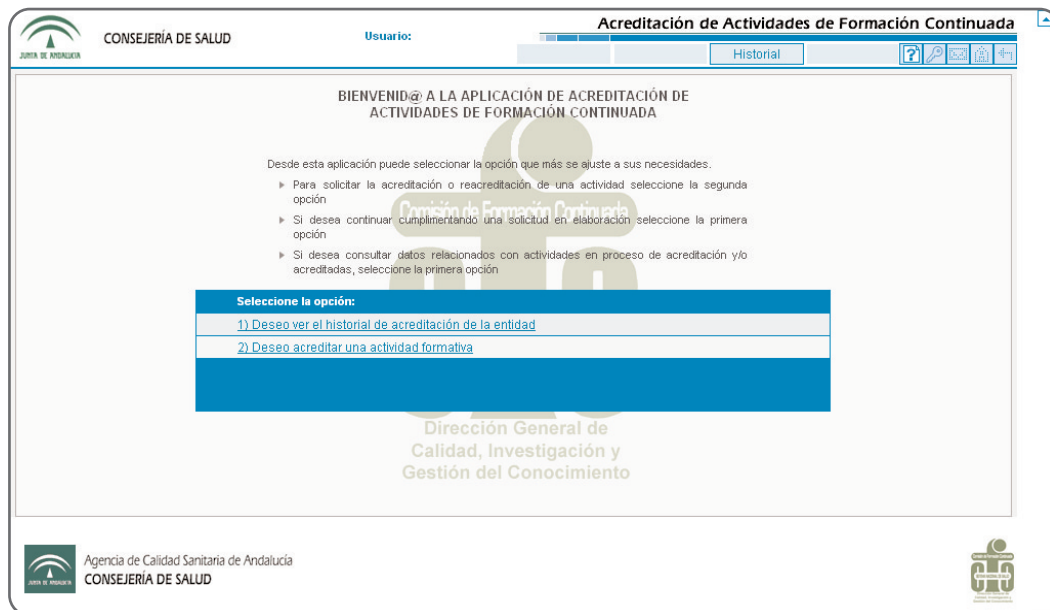 Acreditación de Actividades de Formación Continuada
CONSEJERÍA DE SALUD
Usuario:
JUNTA DE ANDALUCIA
Historial
?
BIENVENID@ A LA APLICACIÓN DE ACREDITACIÓN DE
ACTIVIDADES DE FORMACIÓN CONTINUADA
Desde esta aplicación puede seleccionar la opción que más se ajuste a sus necesidades.
Para solicitar la acreditación o reacreditación de una actividad seleccione la segunda
opción
Comisión de Formación Continuada
Si desea continuar cumplimentando una solicitud en elaboración seleccione la primera
opción
Si desea consultar datos relacionados con actividades en proceso de acreditación y/o
acreditadas, seleccione la primera opción
Seleccione la opción:
1) Deseo ver el historial de acreditación de la entidad
2) Deseo acreditar una actividad formativa
Dirección General de
Calidad, Investigación y
Gestión del Conocimiento
Agencia de Calidad Sanitaria de Andalucía
CONSEJERÍA DE SALUD
JUNTA DE ANDALUCIA